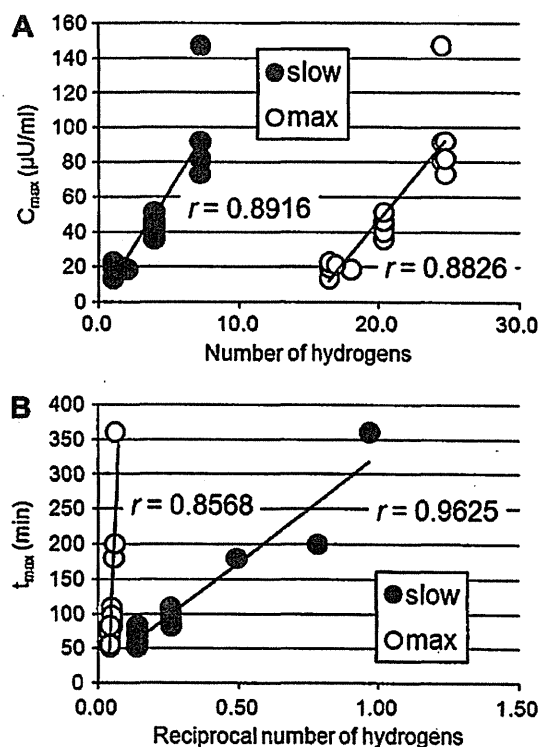 A
160
140
120
100
80
60
40
20
0
Cmax (µU/ml)
slow
max
r = 0.8916
r = 0.8826
0.0 10.0 20.0 30.0
Number of hydrogens
B
400
350
300
250
200
150
100
50
0
tmax (min)
r = 0.8568
r = 0.9625
slow
max
0.00 0.50 1.00 1.50
Reciprocal number of hydrogens